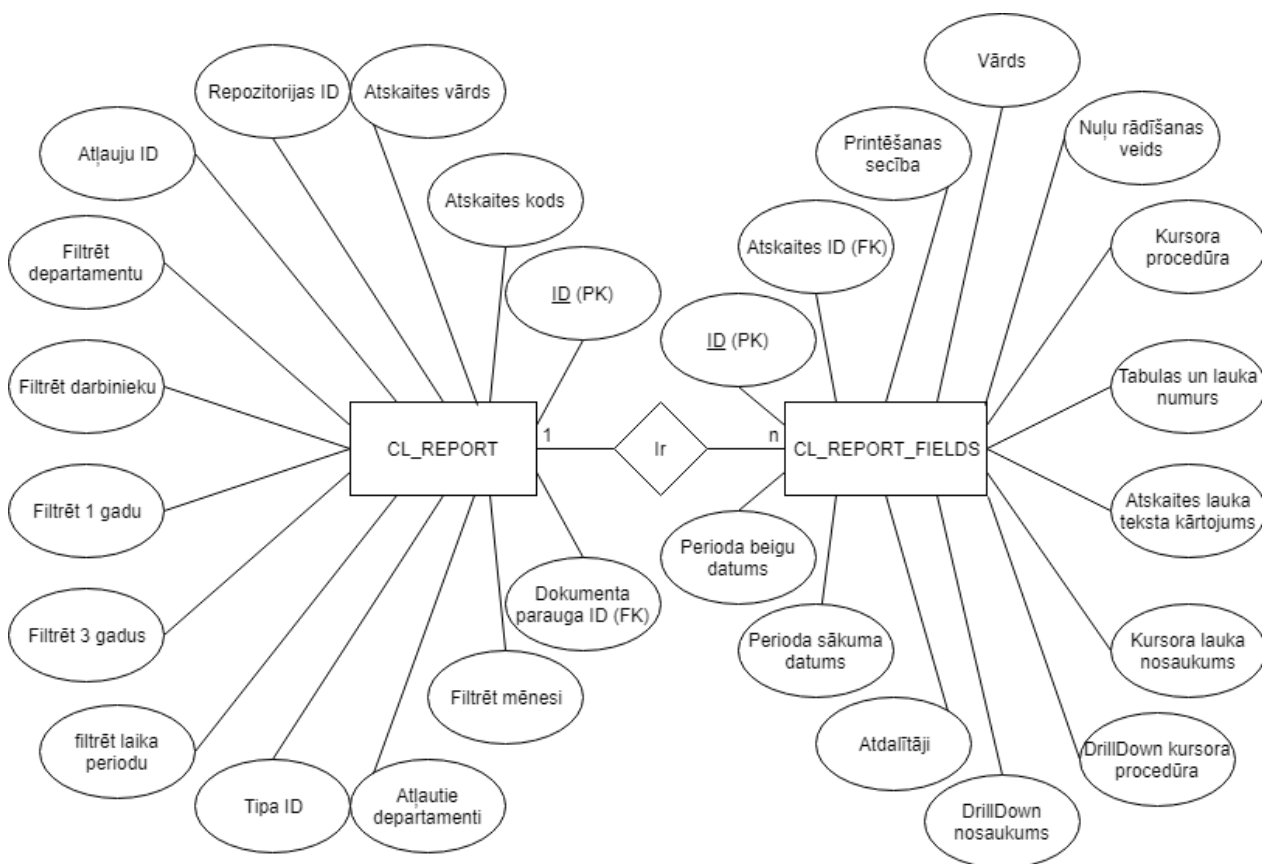 Vārds
Repozitorijas ID
Atskaites vārds
Atļauju ID
Printēšanas
secība
Nuļu rādīšanas
veids
Atskaites kods
Atskaites ID (FK)
Kursora
procedūra
Filtrēt
departamentu
ID (PK)
ID (PK)
Filtrēt darbinieku
Tabulas un lauka
numurs
CL_REPORT
1
Ir
n
CL_REPORT_FIELDS
Filtrēt 1 gadu
Atskaites lauka
teksta kārtojums
Perioda beigu
datums
Dokumenta
parauga ID (FK)
Filtrēt 3 gadus
Perioda sākuma
datums
Kursora lauka
nosaukums
Filtrēt mēnesi
filtrēt laika
periodu
Atdalītāji
DrillDown kursora
procedūra
Tipa ID
Atļautie
departamenti
DrillDown
nosaukums